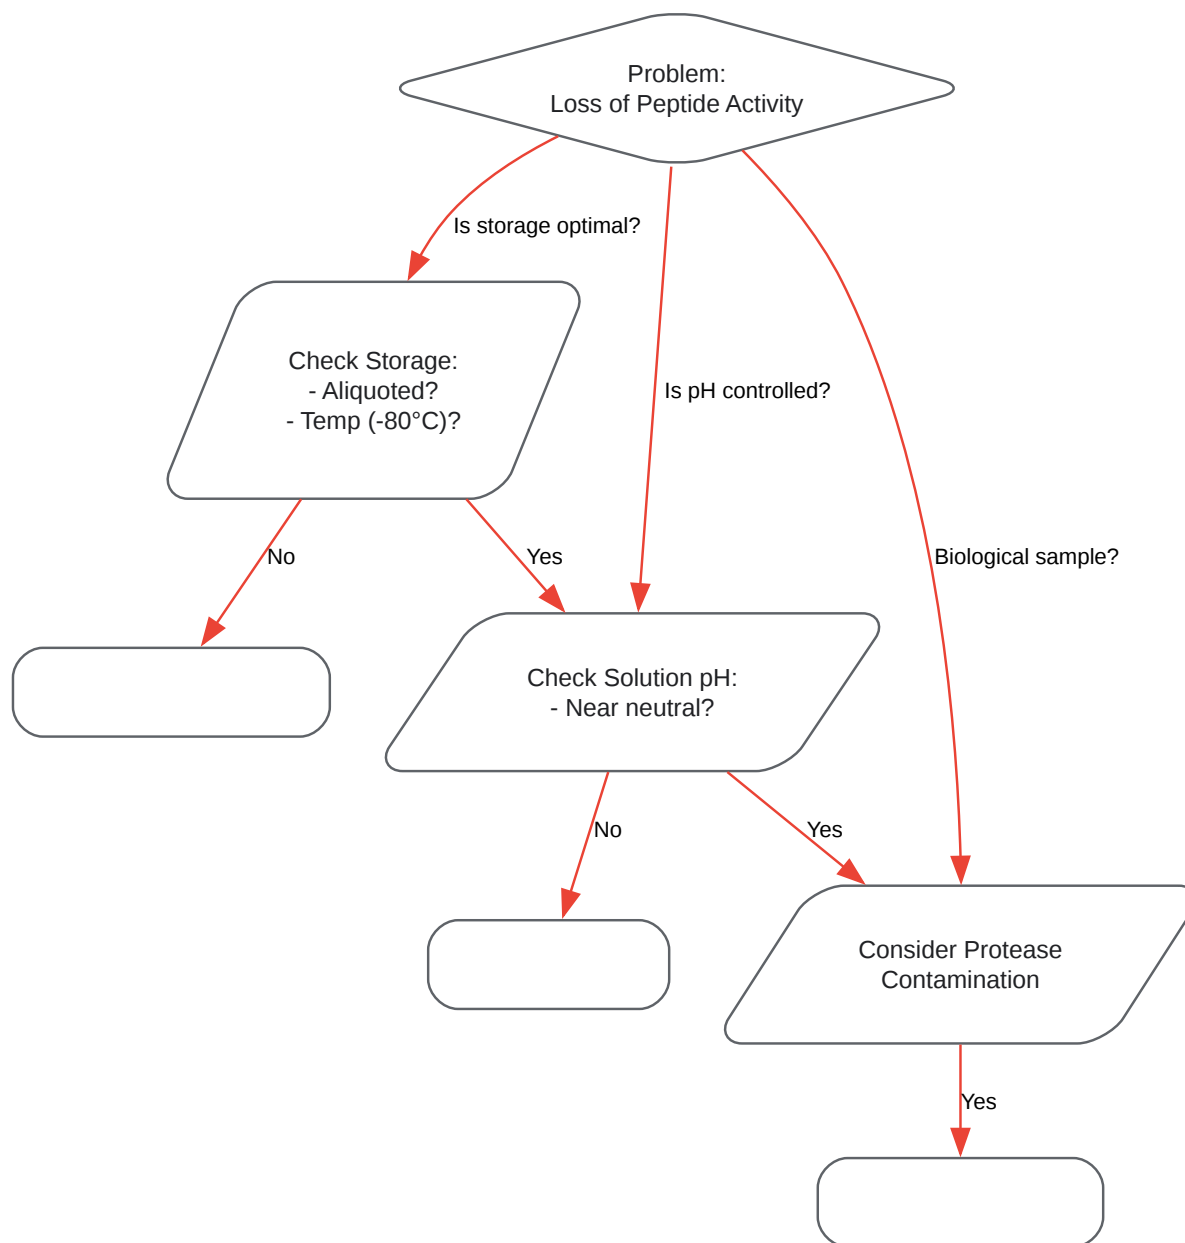 Problem:
Loss of Peptide Activity
Is storage optimal?
Check Storage:
- Aliquoted?
- Temp (-80°C)?
Is pH controlled?
Biological sample?
No
Yes
Check Solution pH:
- Near neutral?
No
Yes
Consider Protease
Contamination
Yes